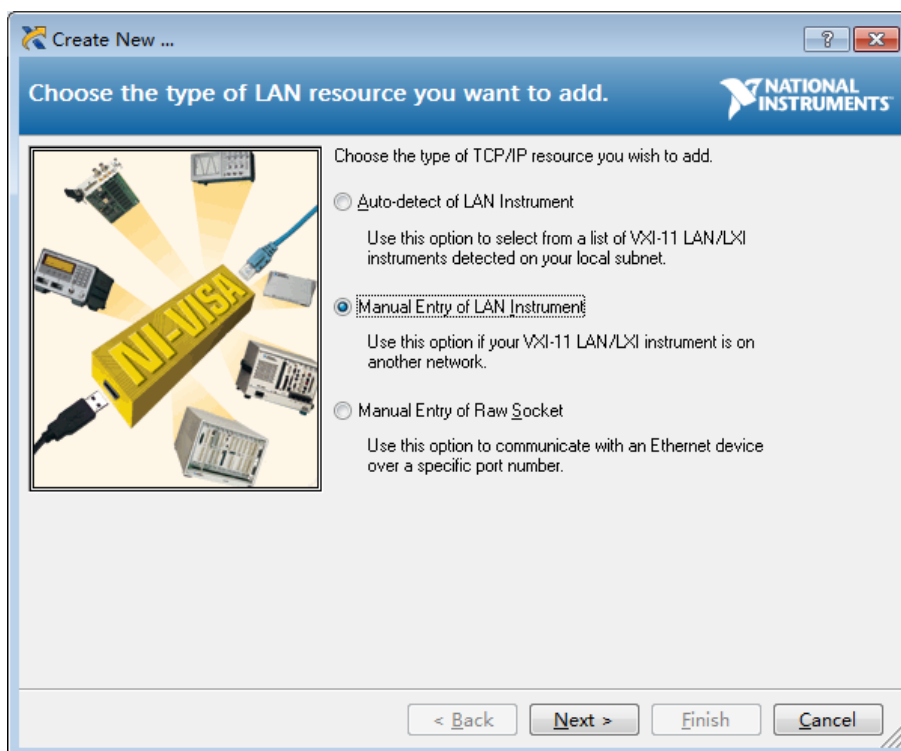 Create New ...
Choose the type of LAN resource you want to add.
NATIONAL
INSTRUMENTS
Choose the type of TCP/IP resource you wish to add.
Auto-detect of LAN Instrument
Use this option to select from a list of VXI-11 LAN/LXI
instruments detected on your local subnet.
NI-VISA
Manual Entry of LAN Instrument
Use this option if your VXI-11 LAN/LXI instrument is on
another network.
Manual Entry of Raw Socket
Use this option to communicate with an Ethernet device
over a specific port number.
< Back
Next >
Finish
Cancel